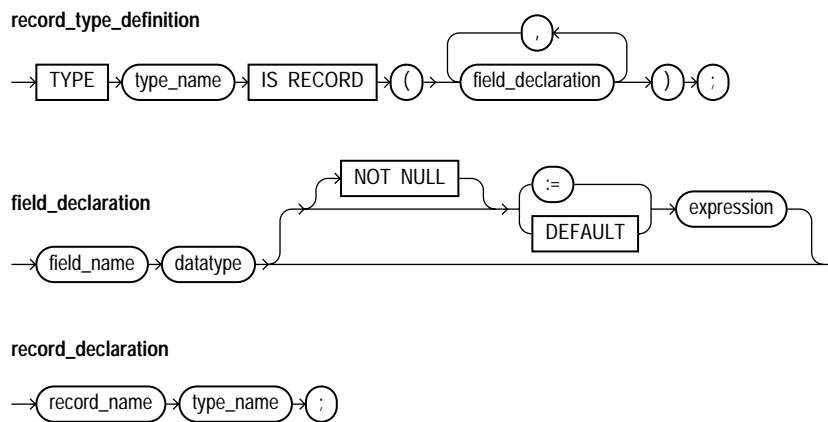 record_type_definition
,
TYPE type_name IS RECORD ( field_declaration ) ;
NOT NULL :=
field_declaration DEFAULT expression
field_name datatype
record_declaration
record_name type_name ;